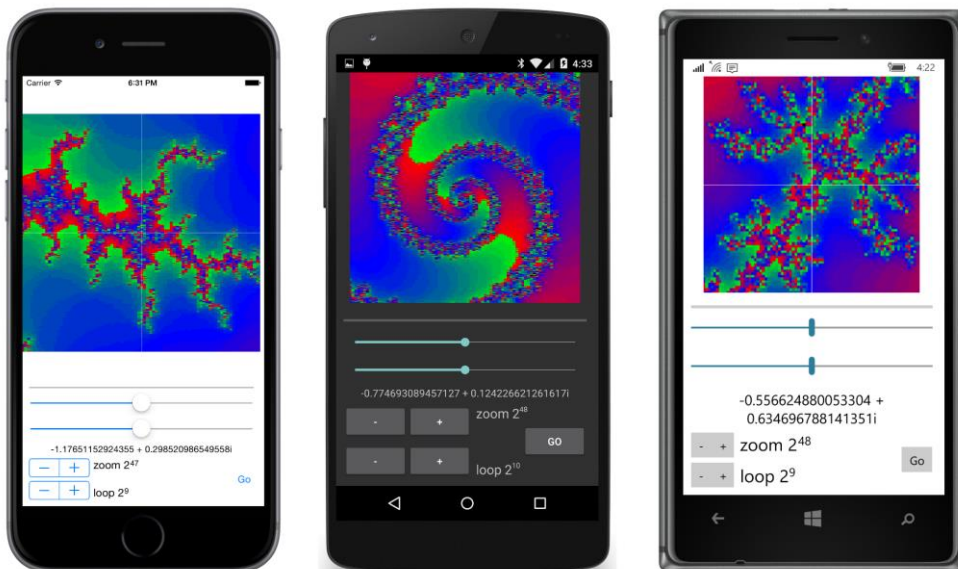 Carrier
6:31 PM
-1.17651152924355 + 0.298520986549558i
− + zoom 2⁴⁷
− + loop 2⁹
Go
4:33
-0.774693089457127 + 0.124226621261617i
- + zoom 2⁴⁸
GO
- + loop 2¹⁰
4:22
-0.556624880053304 +
0.634696788141351i
- + zoom 2⁴⁸
- + loop 2⁹
Go